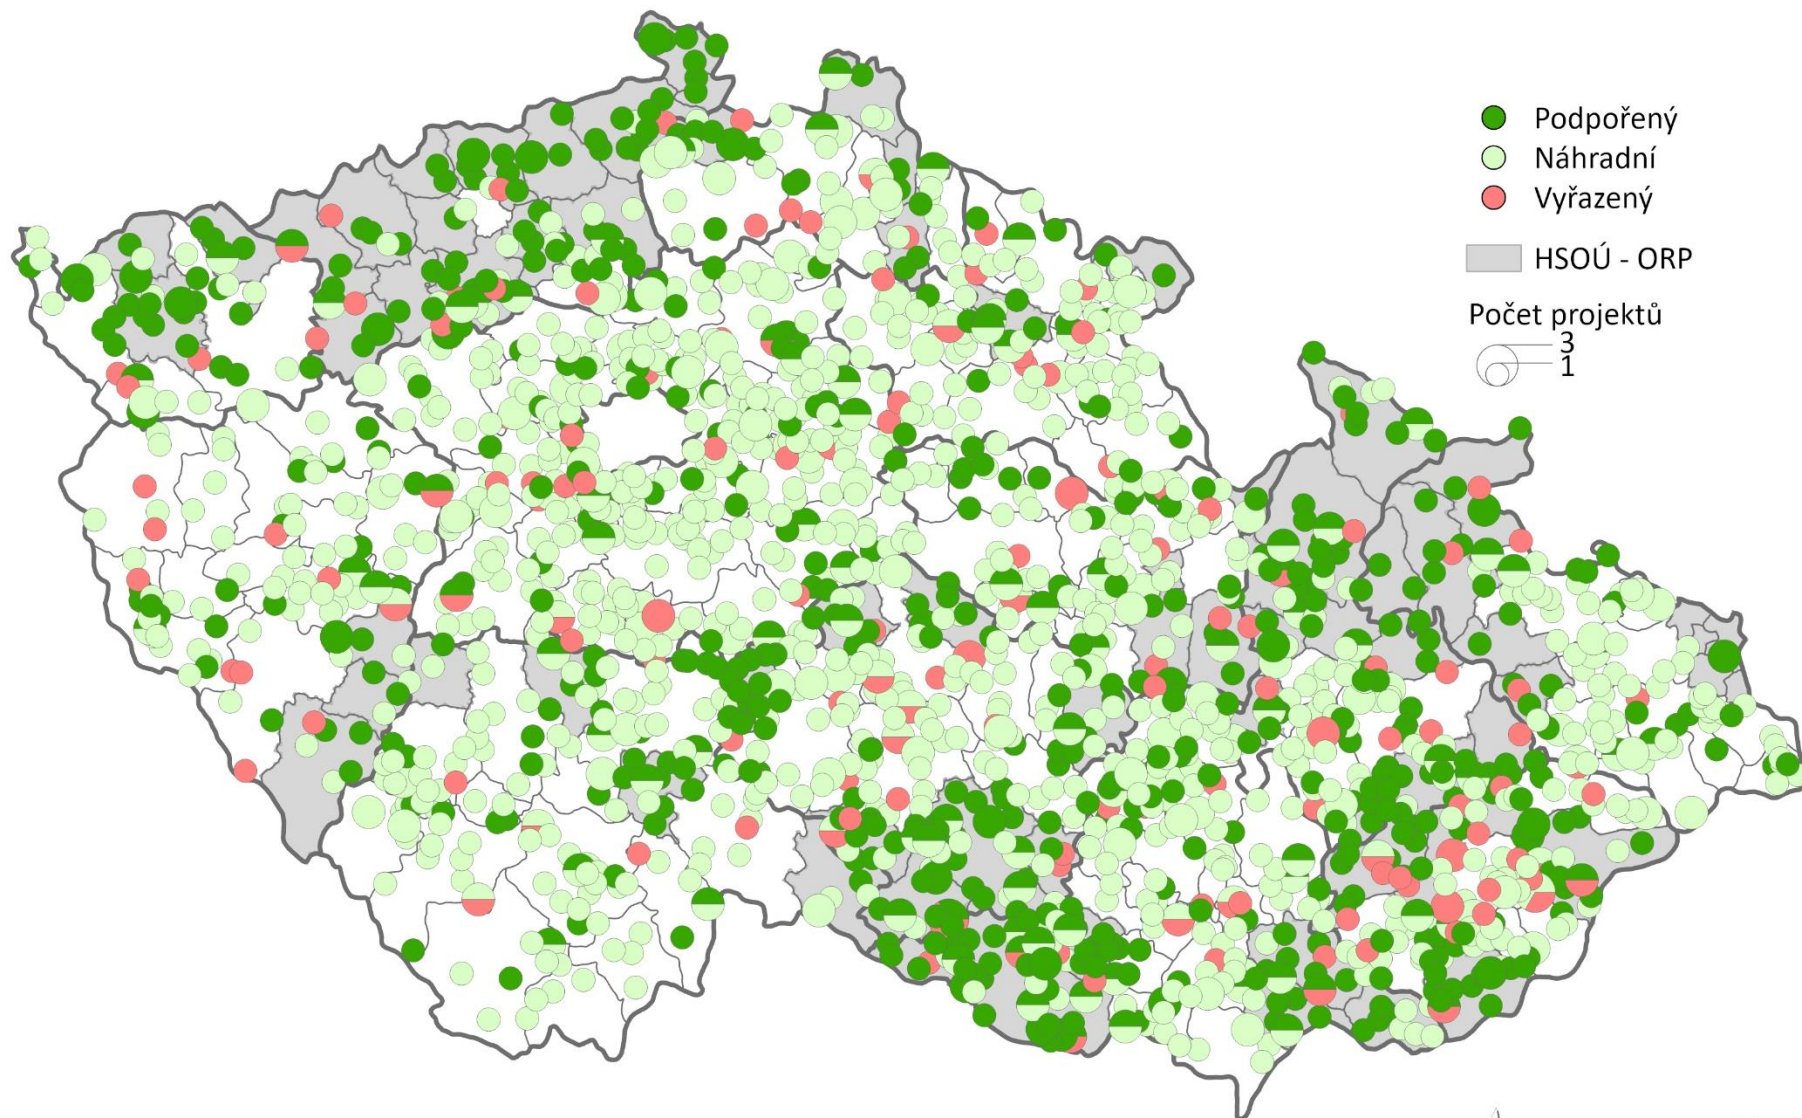 Podpořený
Náhradní
Vyřazený
HSOÚ - ORP
Počet projektů
3
1